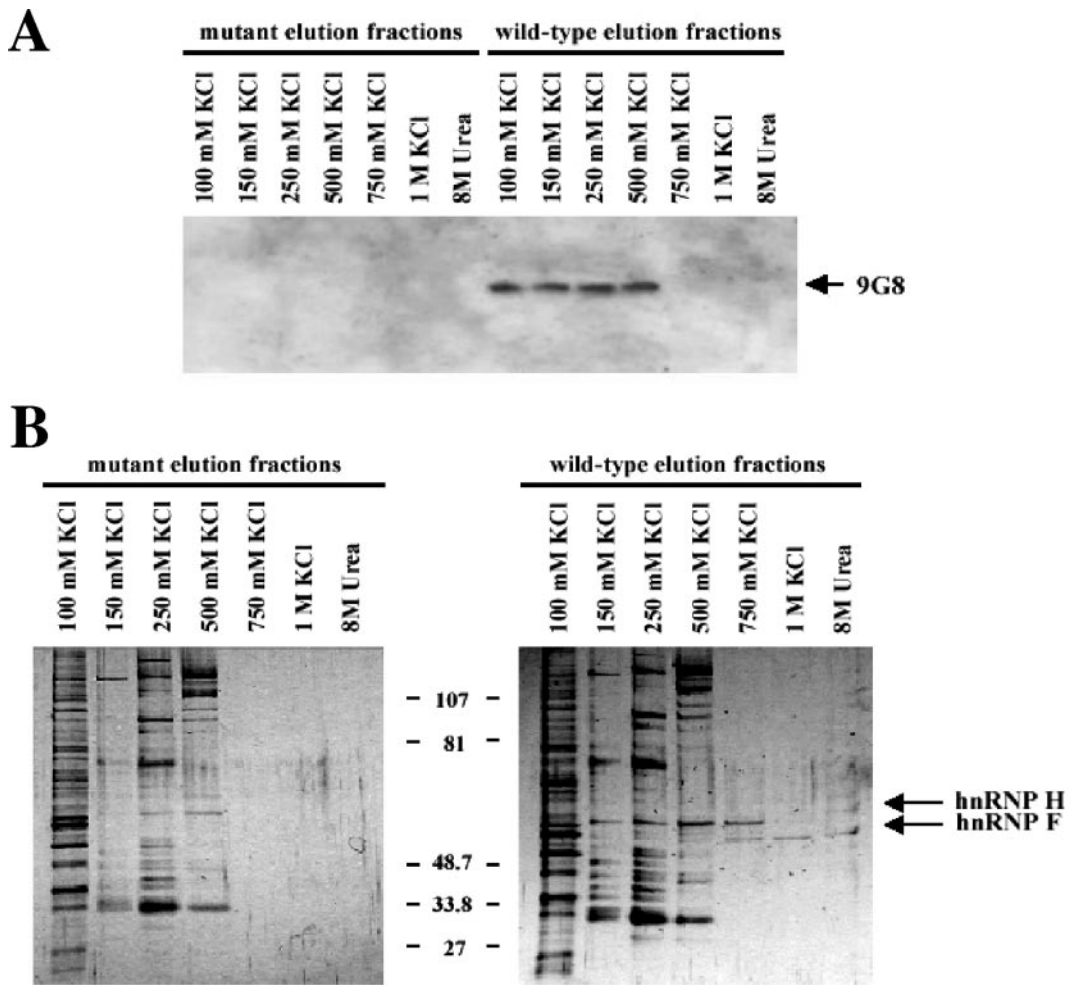 A
mutant elution fractions
wild-type elution fractions
100 mM KCl
150 mM KCl
250 mM KCl
500 mM KCl
750 mM KCl
1 M KCl
8M Urea
100 mM KCl
150 mM KCl
250 mM KCl
500 mM KCl
750 mM KCl
1 M KCl
8M Urea
9G8
B
mutant elution fractions
wild-type elution fractions
100 mM KCl
150 mM KCl
250 mM KCl
500 mM KCl
750 mM KCl
1 M KCl
8M Urea
100 mM KCl
150 mM KCl
250 mM KCl
500 mM KCl
750 mM KCl
1 M KCl
8M Urea
– 107 –
– 81 –
– 48.7 –
– 33.8 –
– 27 –
hnRNP H
hnRNP F